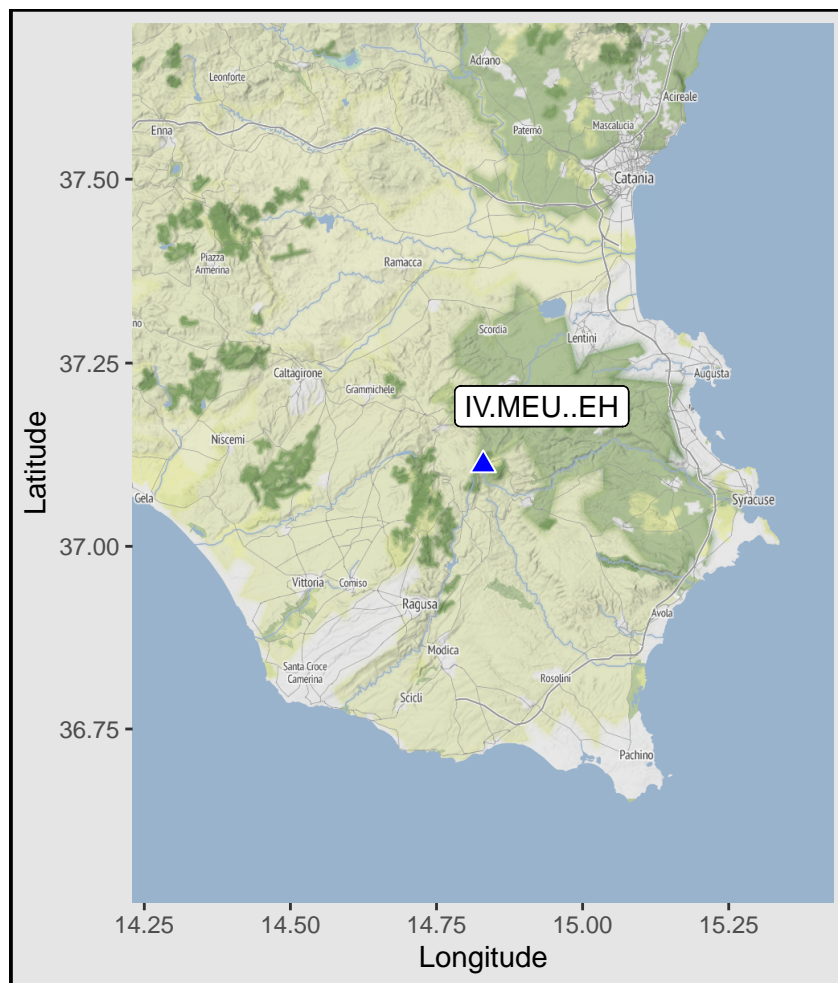 Adrano
Leonforte
Acireale
Enna
Paternò
Mascalucia
37.50
Catania
Piazza
Armerina
Ramacca
Scordia
Lentini
37.25
Caltagirone
Augusta
Grammichele
IV.MEU..EH
Niscemi
Latitude
Gela
Syracuse
37.00
Vittoria
Comiso
Ragusa
Avola
Modica
Santa Croce
Camerina
Rosolini
Scicli
36.75
Pachino
14.25 14.50 14.75 15.00 15.25
Longitude